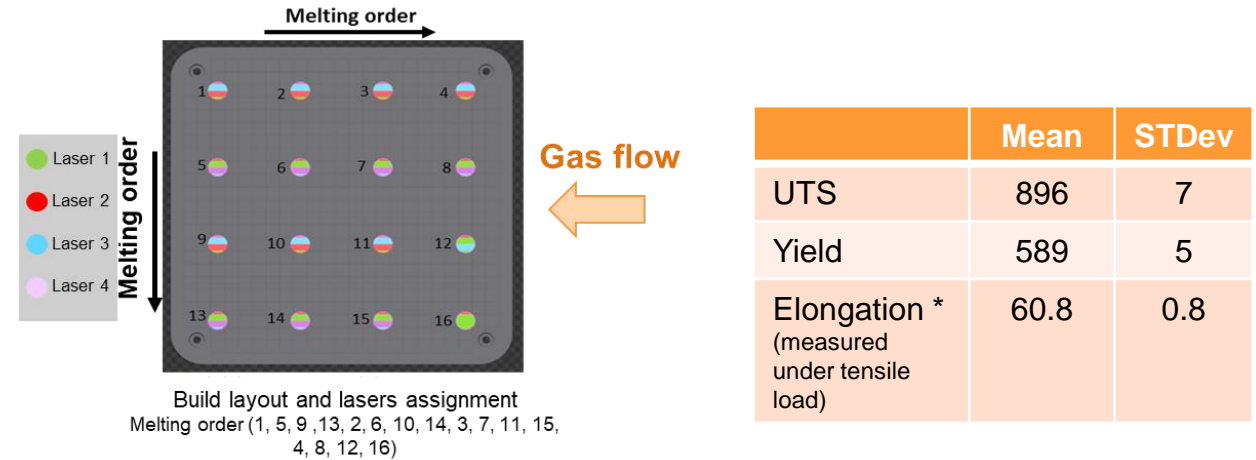 Melting order
1
2
3
4
5
6
7
8
9
10
11
12
13
14
15
16
Laser 1
Laser 2
Laser 3
Laser 4
Melting order
Gas flow
Build layout and lasers assignment
Melting order (1, 5, 9 ,13, 2, 6, 10, 14, 3, 7, 11, 15,
4, 8, 12, 16)
Mean STDev
UTS 896 7
Yield 589 5
Elongation * 60.8 0.8
(measured
under tensile
load)